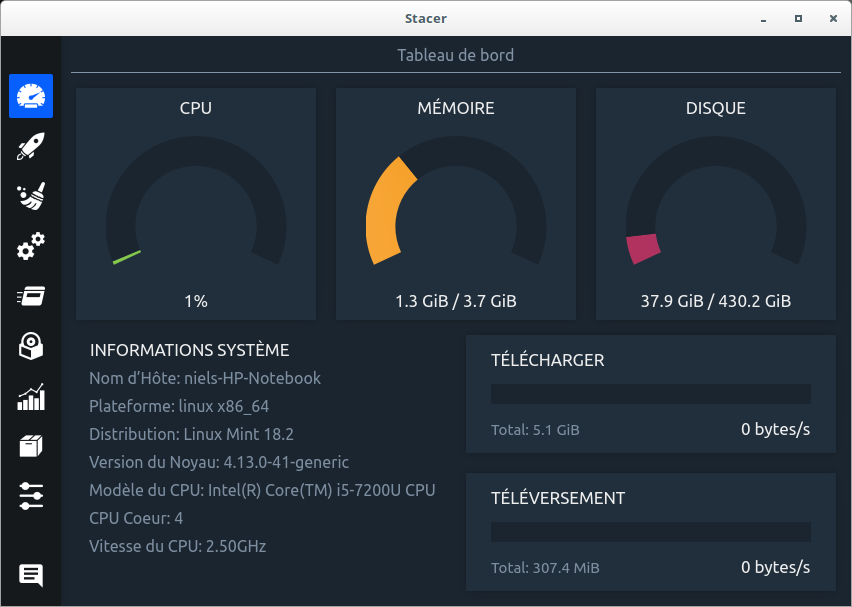 Stacer
Tableau de bord
CPU
MÉMOIRE
DISQUE
1%
1.3 GiB / 3.7 GiB
37.9 GiB / 430.2 GiB
INFORMATIONS SYSTÈME
Nom d’Hôte: niels-HP-Notebook
Plateforme: linux x86_64
Distribution: Linux Mint 18.2
Version du Noyau: 4.13.0-41-generic
Modèle du CPU: Intel(R) Core(TM) i5-7200U CPU
CPU Coeur: 4
Vitesse du CPU: 2.50GHz
TÉLÉCHARGER
Total: 5.1 GiB
0 bytes/s
TÉLÉVERSEMENT
Total: 307.4 MiB
0 bytes/s